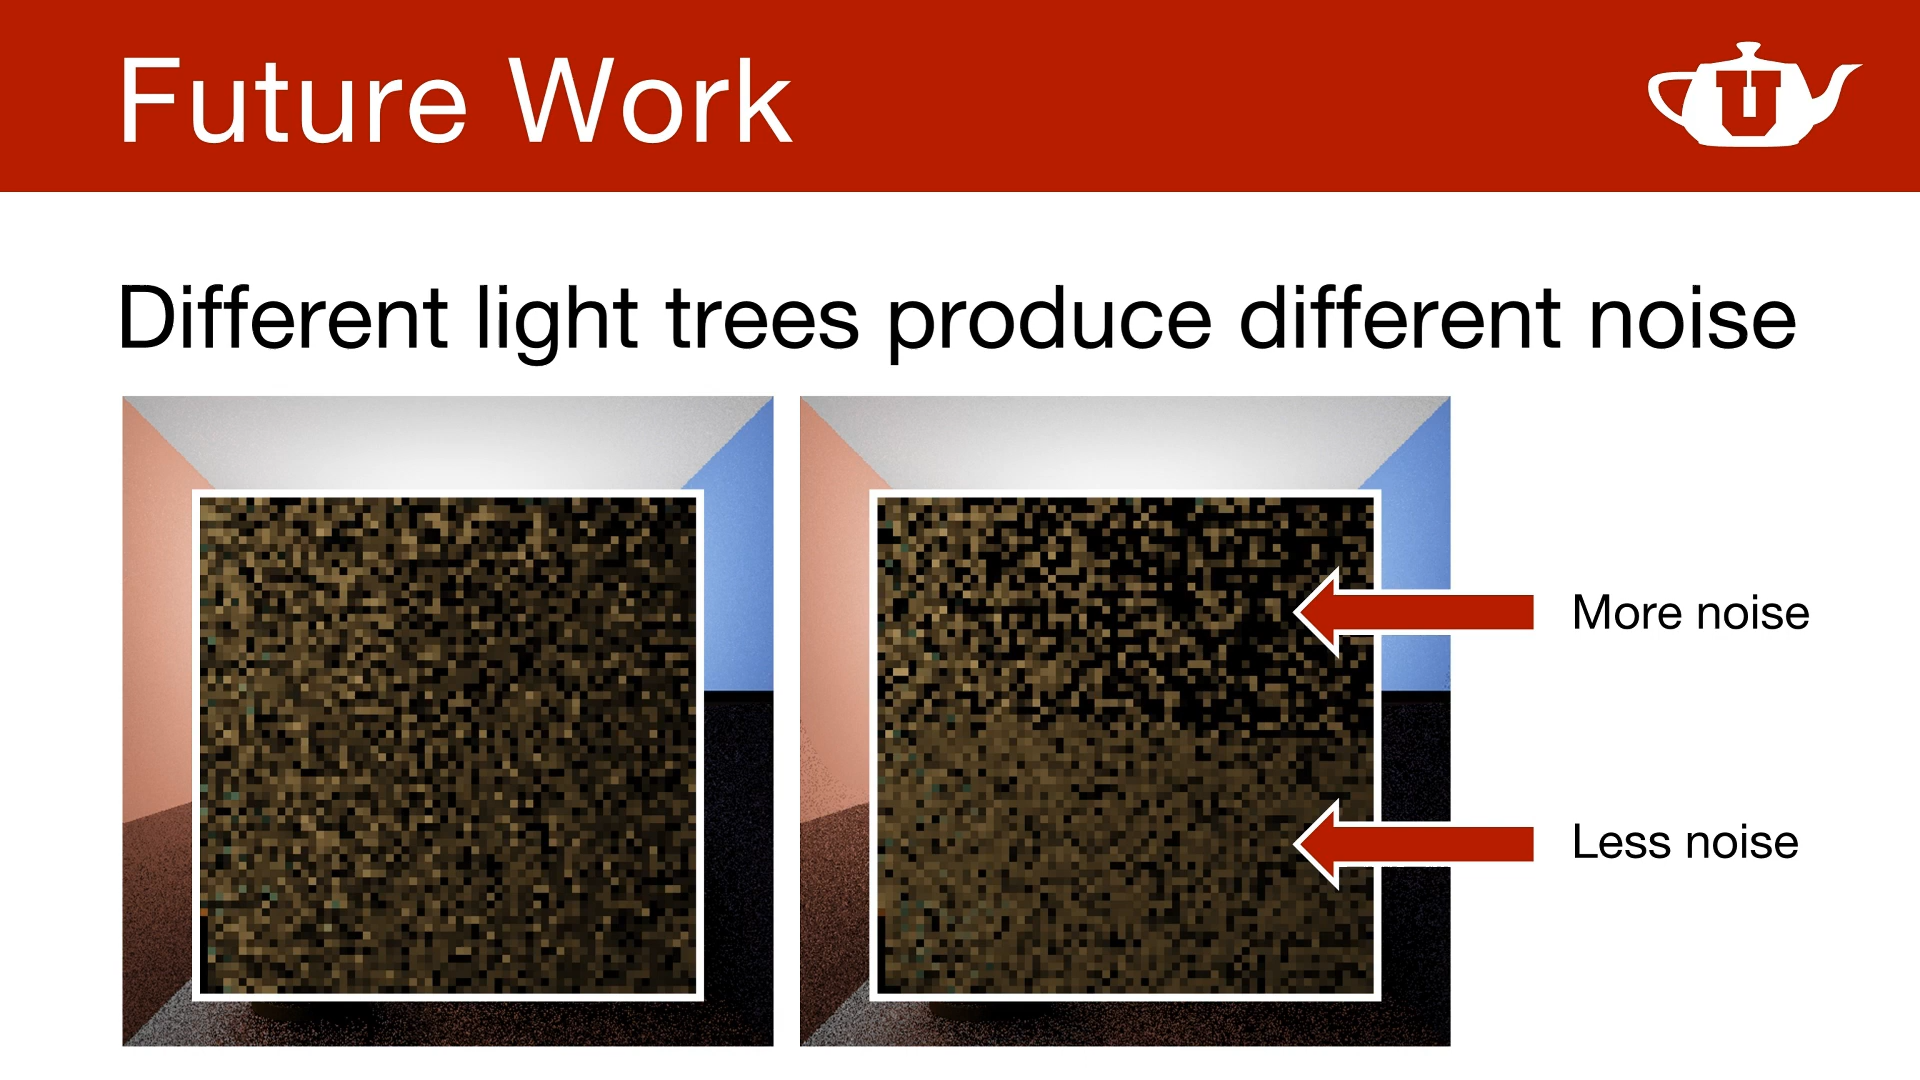 Future Work
U
Different light trees produce different noise
More noise
Less noise